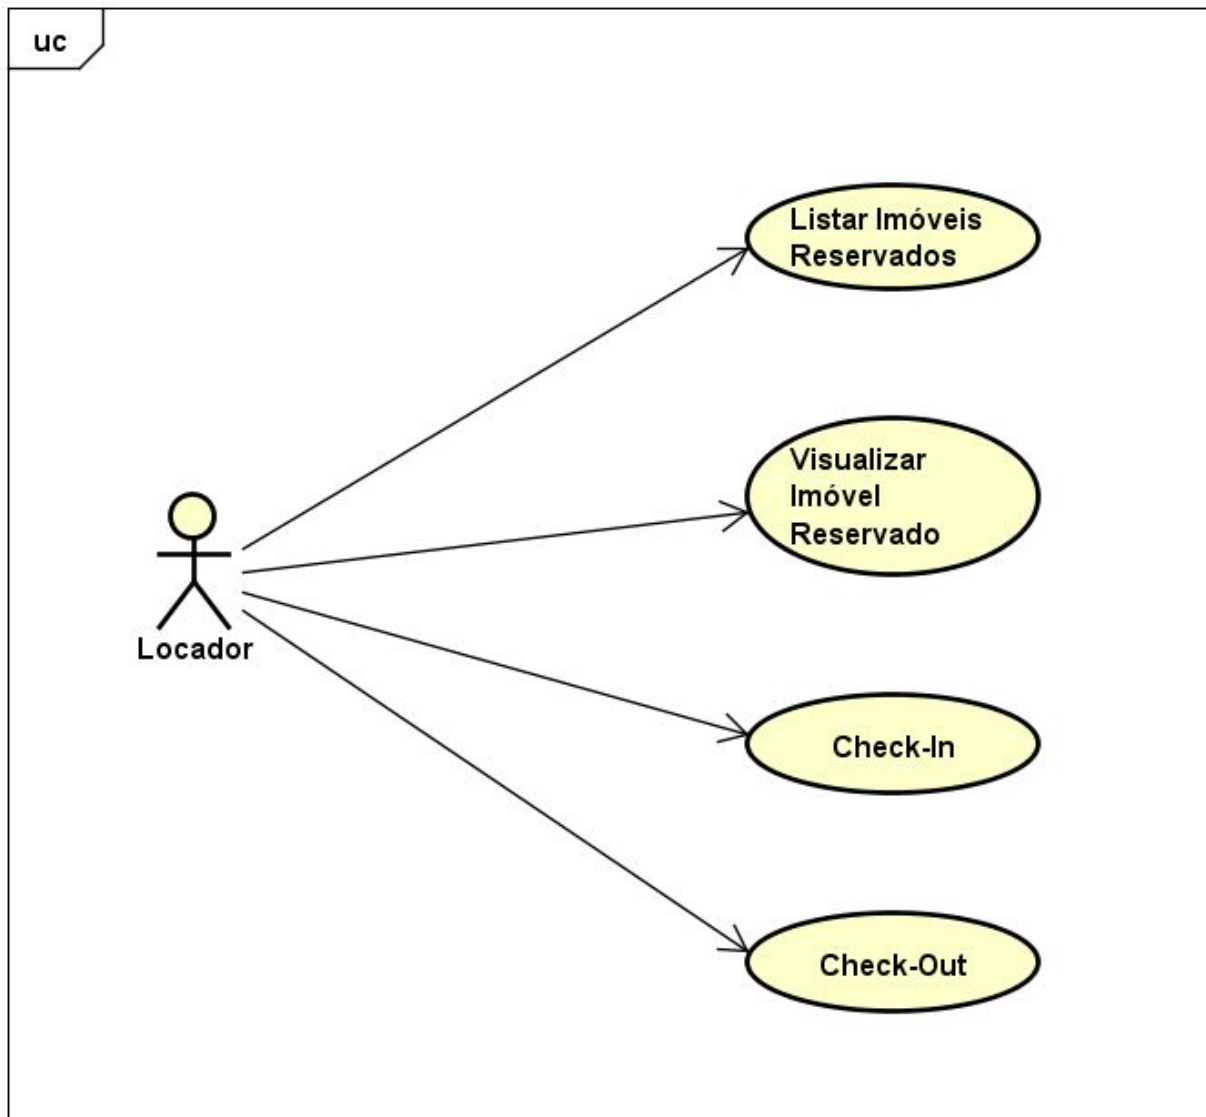 uc
Listar Imóveis
Reservados
Visualizar
Imóvel
Reservado
Locador
Check-In
Check-Out